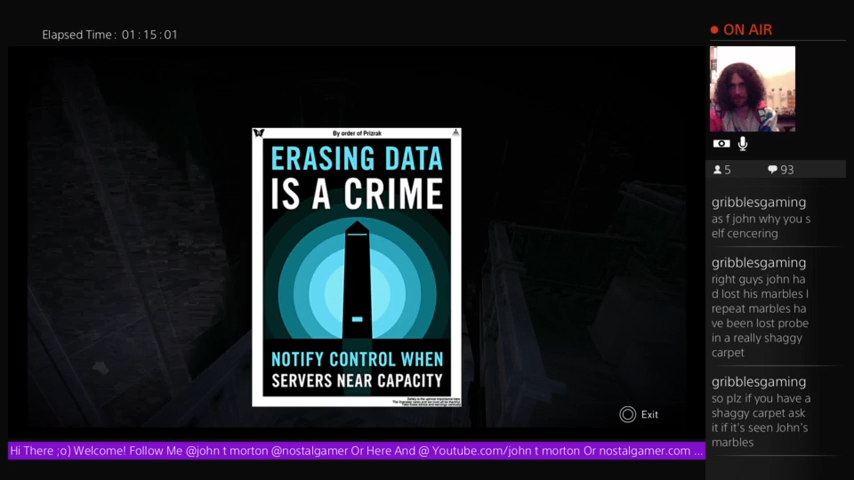 Elapsed Time: 01:15:01
ON AIR
5
93
By order of Prizrak
ERASING DATA
IS A CRIME
NOTIFY CONTROL WHEN
SERVERS NEAR CAPACITY
Exit
gribblesgaming
as f john why you s
elf cencering
gribblesgaming
right guys john ha
d lost his marbles I
repeat marbles ha
ve been lost probe
in a really shaggy
carpet
gribblesgaming
so plz if you have a
shaggy carpet ask
it if it's seen John's
marbles
Hi There ;o) Welcome! Follow Me @john t morton @nostalgamer Or Here And @ Youtube.com/john t morton Or nostalgamer.com ...